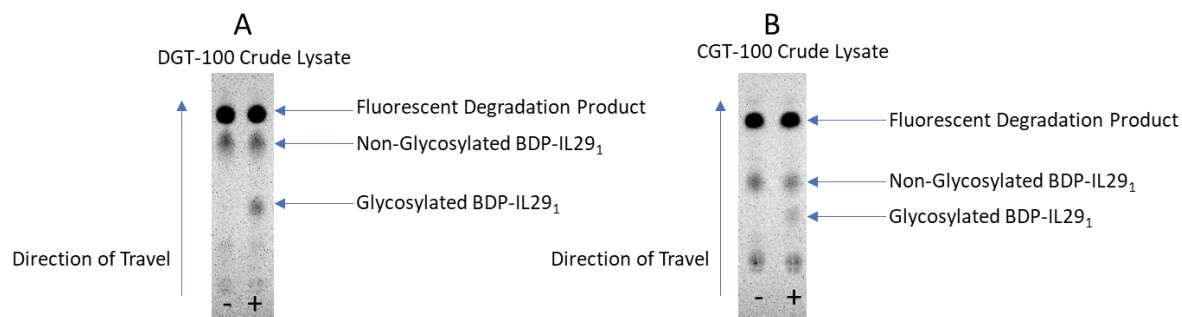 A
DGT-100 Crude Lysate
Fluorescent Degradation Product
Non-Glycosylated BDP-IL29₁
Glycosylated BDP-IL29₁
Direction of Travel
- +
B
CGT-100 Crude Lysate
Fluorescent Degradation Product
Non-Glycosylated BDP-IL29₁
Glycosylated BDP-IL29₁
Direction of Travel
- +